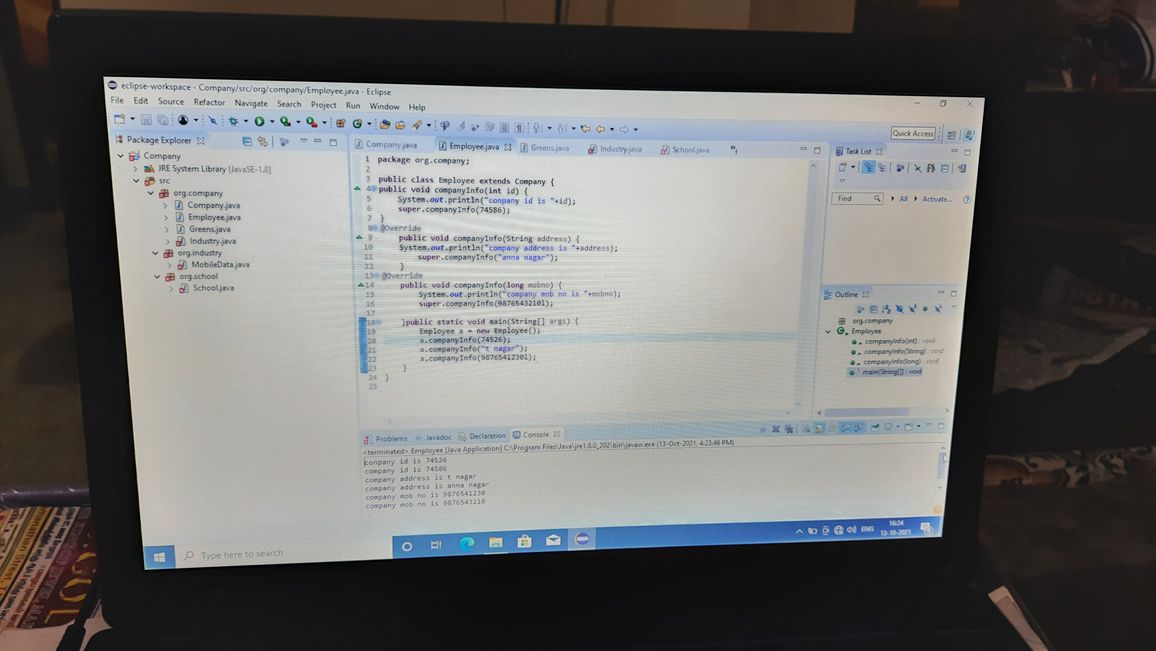 eclipse-workspace - Company/src/org/company/Employee.java - Eclipse
File Edit Source Refactor Navigate Search Project Run Window Help
Quick Access
Package Explorer
Company
JRE System Library [JavaSE-1.8]
src
org.company
Company.java
Employee.java
Greens.java
Industry.java
org.industry
MobileData.java
org.school
School.java
Company.java Employee.java Greens.java Industry.java School.java
1 package org.company;
2
3 public class Employee extends Company {
4 public void companyInfo(int id) {
5 System.out.println("conpany id is "+id);
6 super.companyInfo(74586);
7 }
8 @Override
9 public void companyInfo(String address) {
10 System.out.println("company address is "+address);
11 super.companyInfo("anna nagar");
12 }
13 @Override
14 public void companyInfo(long mobno) {
15 System.out.println("company mob no is "+mobno);
16 super.companyInfo(9876543210l);
17
18 }public static void main(String[] args) {
19 Employee a = new Employee();
20 a.companyInfo(74526);
21 a.companyInfo("t nagar");
22 a.companyInfo(9876541230l);
23 }
24 }
25
Task List
Find All Activate...
Outline
org.company
Employee
companyInfo(int) : void
companyInfo(String) : void
companyInfo(long) : void
main(String[]) : void
Problems Javadoc Declaration Console
<terminated> Employee [Java Application] C:\Program Files\Java\jre1.8.0_202\bin\javaw.exe (13-Oct-2021, 4:23:46 PM)
conpany id is 74526
company id is 74586
company address is t nagar
company address is anna nagar
company mob no is 9876541230
company mob no is 9876543210
Type here to search
ENG
16:24
13-10-2021